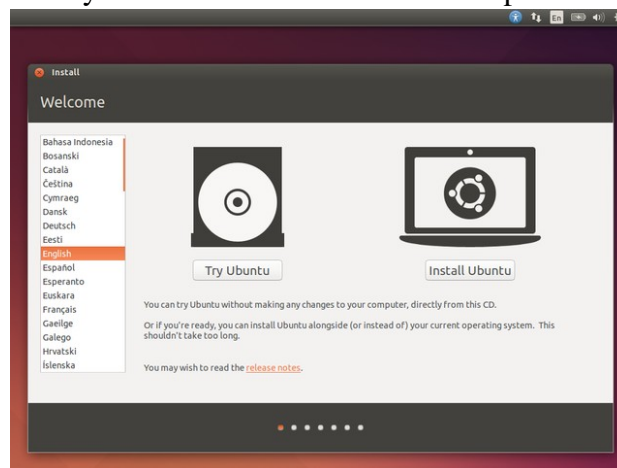 En
Install
Welcome
Bahasa Indonesia
Bosanski
Català
Čeština
Cymraeg
Dansk
Deutsch
Eesti
English
Español
Esperanto
Euskara
Français
Gaeilge
Galego
Hrvatski
Íslenska
Try Ubuntu
Install Ubuntu
You can try Ubuntu without making any changes to your computer, directly from this CD.
Or if you're ready, you can install Ubuntu alongside (or instead of) your current operating system. This
shouldn't take too long.
You may wish to read the release notes.